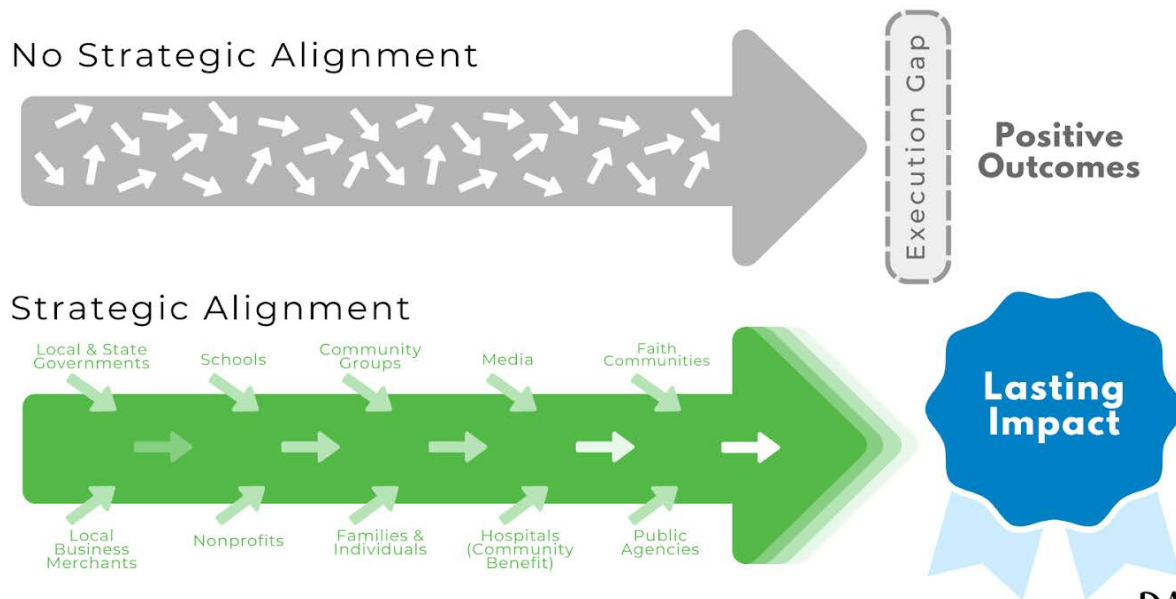 No Strategic Alignment
Execution Gap
Positive
Outcomes
Strategic Alignment
Local & State
Governments
Schools
Community
Groups
Media
Faith
Communities
Lasting
Impact
Local
Business
Merchants
Nonprofits
Families &
Individuals
Hospitals
(Community
Benefit)
Public
Agencies